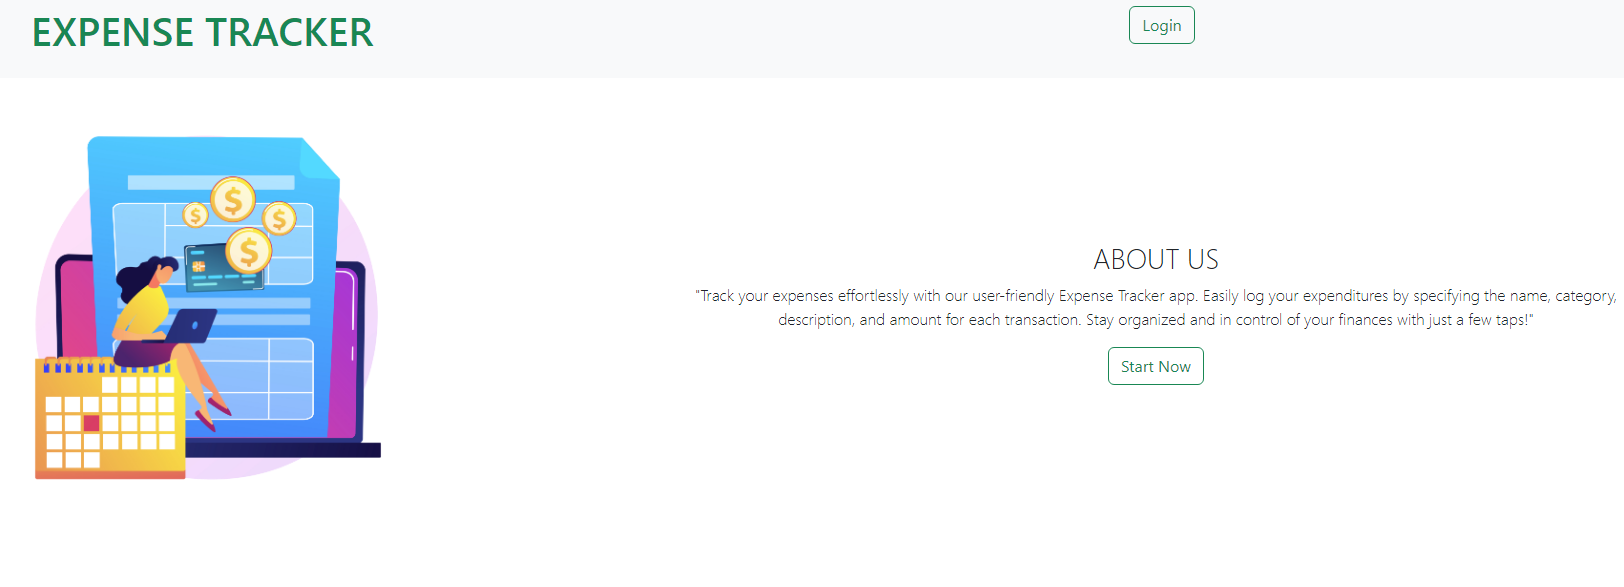 EXPENSE TRACKER
Login
$
$
$
$
ABOUT US
"Track your expenses effortlessly with our user-friendly Expense Tracker app. Easily log your expenditures by specifying the name, category,
description, and amount for each transaction. Stay organized and in control of your finances with just a few taps!"
Start Now